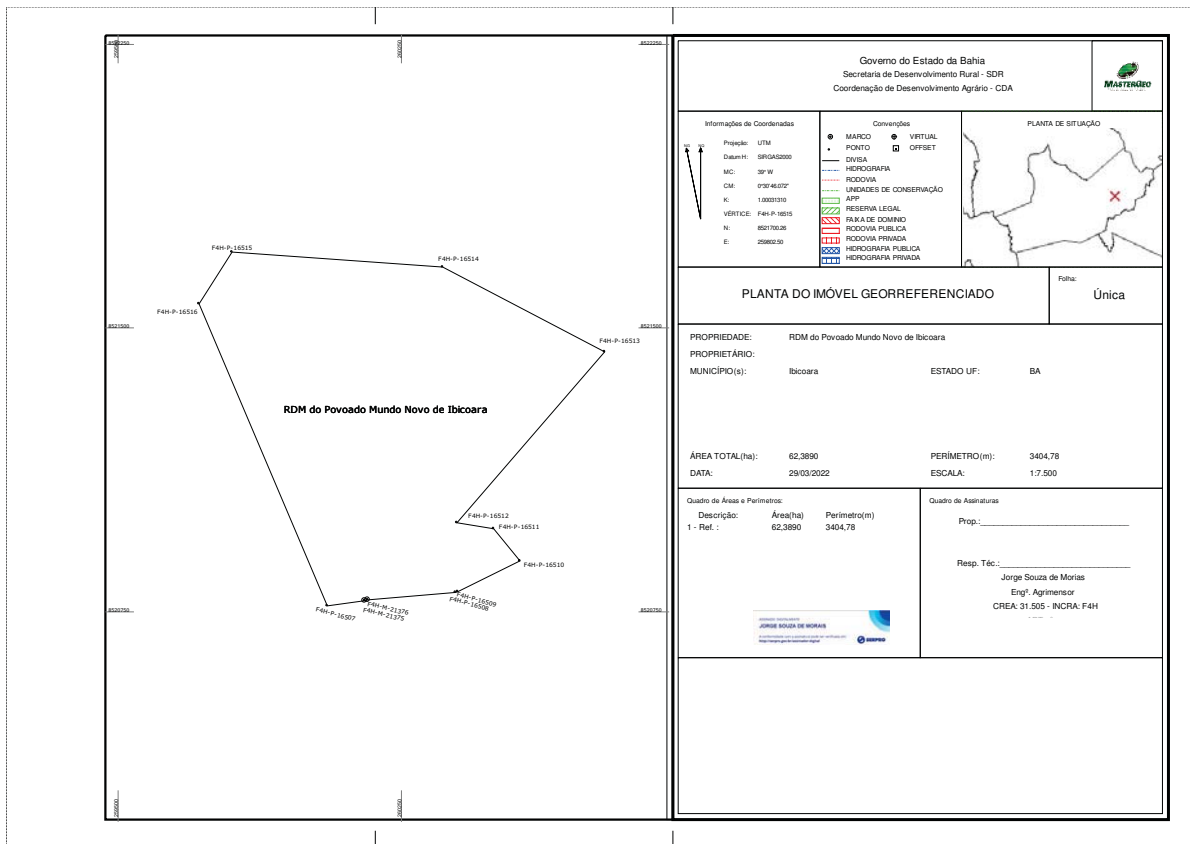 8522250
8522250
259500
260250
F4H-P-16515
F4H-P-16514
F4H-P-16516
8521500
8521500
F4H-P-16513
RDM do Povoado Mundo Novo de Ibicoara
F4H-P-16512
F4H-P-16511
F4H-P-16510
F4H-P-16509
F4H-P-16508
F4H-M-21376
F4H-M-21375
F4H-P-16507
8520750
8520750
259500
260250
Governo do Estado da Bahia
Secretaria de Desenvolvimento Rural - SDR
Coordenação de Desenvolvimento Agrário - CDA
MASTERGEO
Informações de Coordenadas
Projeção: UTM
Datum H: SIRGAS2000
MC: 39° W
CM: 0°30'46.072"
K: 1.00031310
VÉRTICE: F4H-P-16515
N: 8521700.26
E: 259802.50
Convenções
MARCO VIRTUAL
PONTO OFFSET
DIVISA
HIDROGRAFIA
RODOVIA
UNIDADES DE CONSERVAÇÃO
APP
RESERVA LEGAL
FAIXA DE DOMINIO
RODOVIA PUBLICA
RODOVIA PRIVADA
HIDROGRAFIA PUBLICA
HIDROGRAFIA PRIVADA
PLANTA DE SITUAÇÃO
PLANTA DO IMÓVEL GEORREFERENCIADO
Folha:
Única
PROPRIEDADE: RDM do Povoado Mundo Novo de Ibicoara
PROPRIETÁRIO:
MUNICÍPIO(s): Ibicoara ESTADO UF: BA
ÁREA TOTAL(ha): 62,3890 PERÍMETRO(m): 3404,78
DATA: 29/03/2022 ESCALA: 1:7.500
Quadro de Áreas e Perímetros:
Descrição: Área(ha) Perímetro(m)
1 - Ref. : 62,3890 3404,78
JORGE SOUZA DE MORAIS
SERPRO
Quadro de Assinaturas
Prop.:
Resp. Téc.:
Jorge Souza de Morias
Engº. Agrimensor
CREA: 31.505 - INCRA: F4H